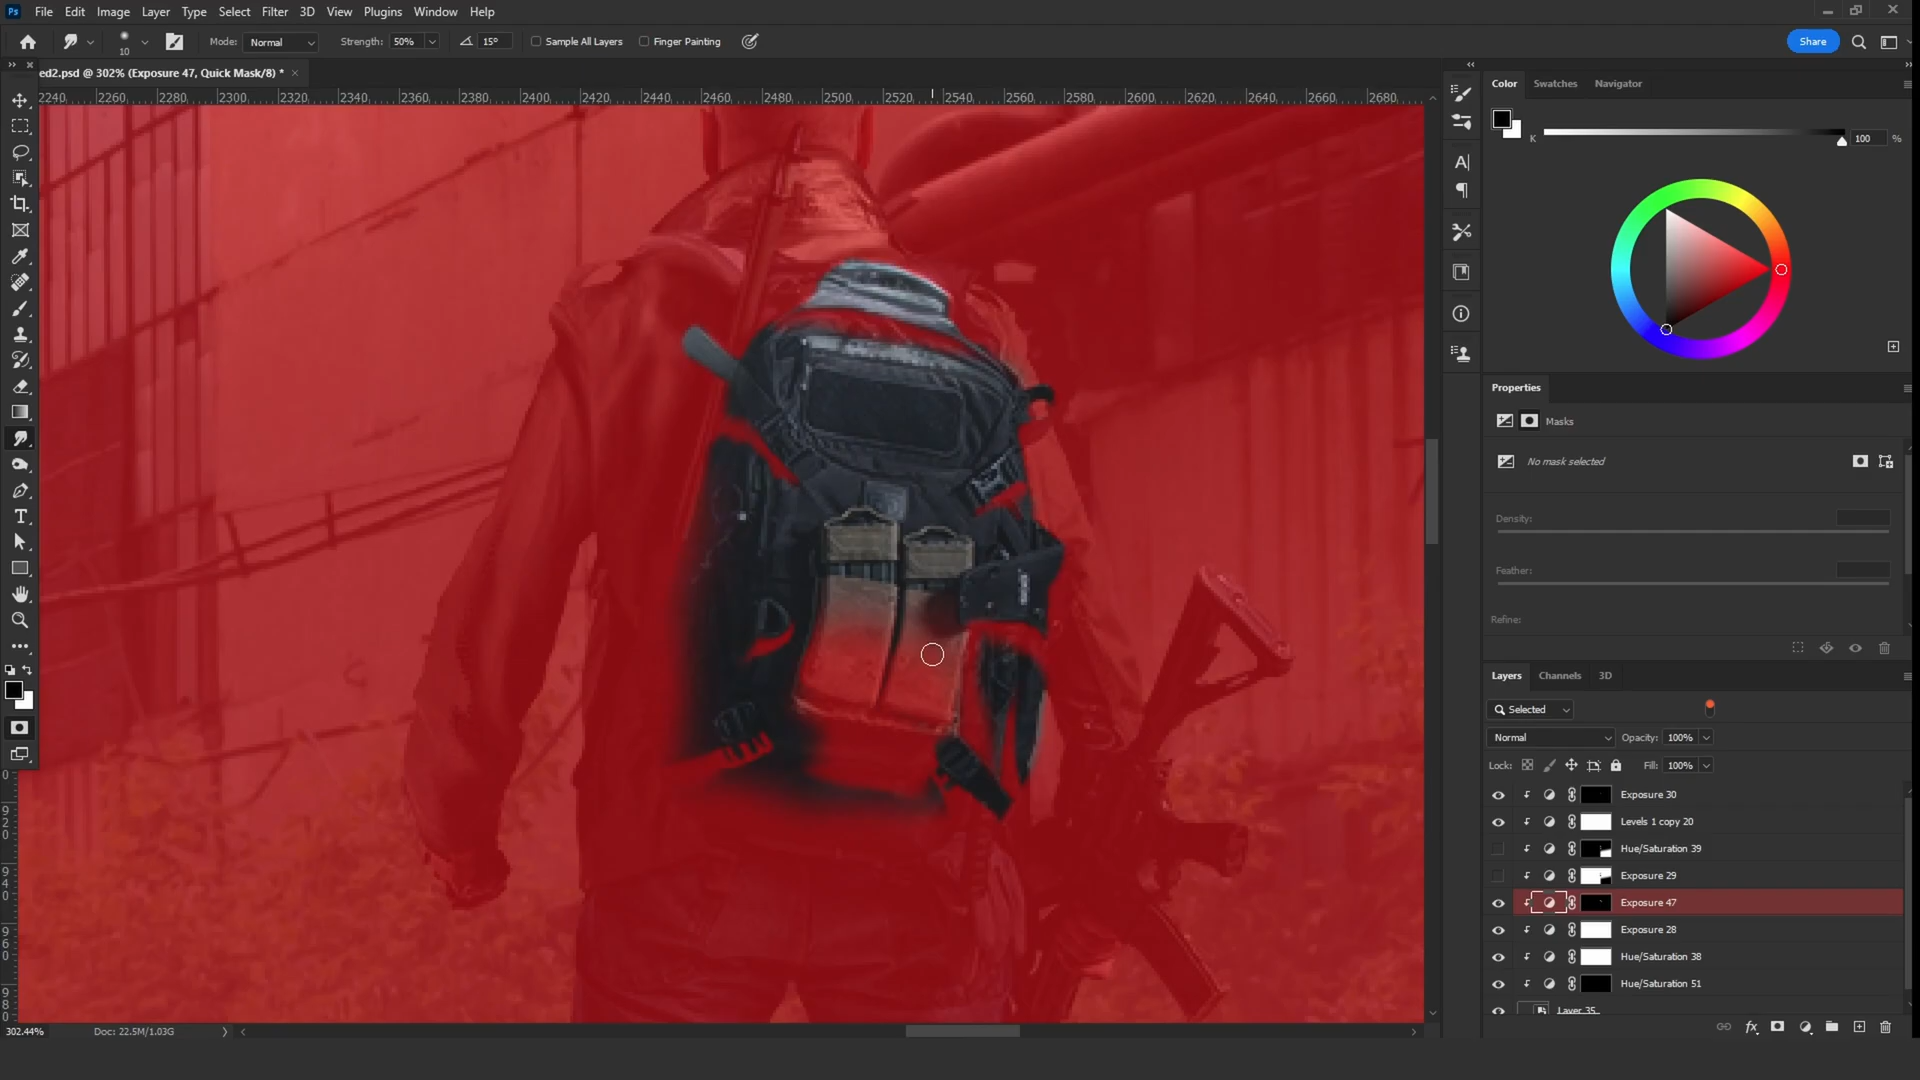 Ps File Edit Image Layer Type Select Filter 3D View Plugins Window Help
10 Mode: Normal Strength: 50% 15° Sample All Layers Finger Painting Share
ed2.psd @ 302% (Exposure 47, Quick Mask/8) * ×
2240 2260 2280 2300 2320 2340 2360 2380 2400 2420 2440 2460 2480 2500 2520 2540 2560 2580 2600 2620 2640 2660 2680
Color Swatches Navigator
K 100 %
Properties
Masks
No mask selected
Density:
Feather:
Refine:
Layers Channels 3D
Selected
Normal Opacity: 100%
Lock: Fill: 100%
Exposure 30
Levels 1 copy 20
Hue/Saturation 39
Exposure 29
Exposure 47
Exposure 28
Hue/Saturation 38
Hue/Saturation 51
Layer 35
302.44% Doc: 22.5M/1.03G